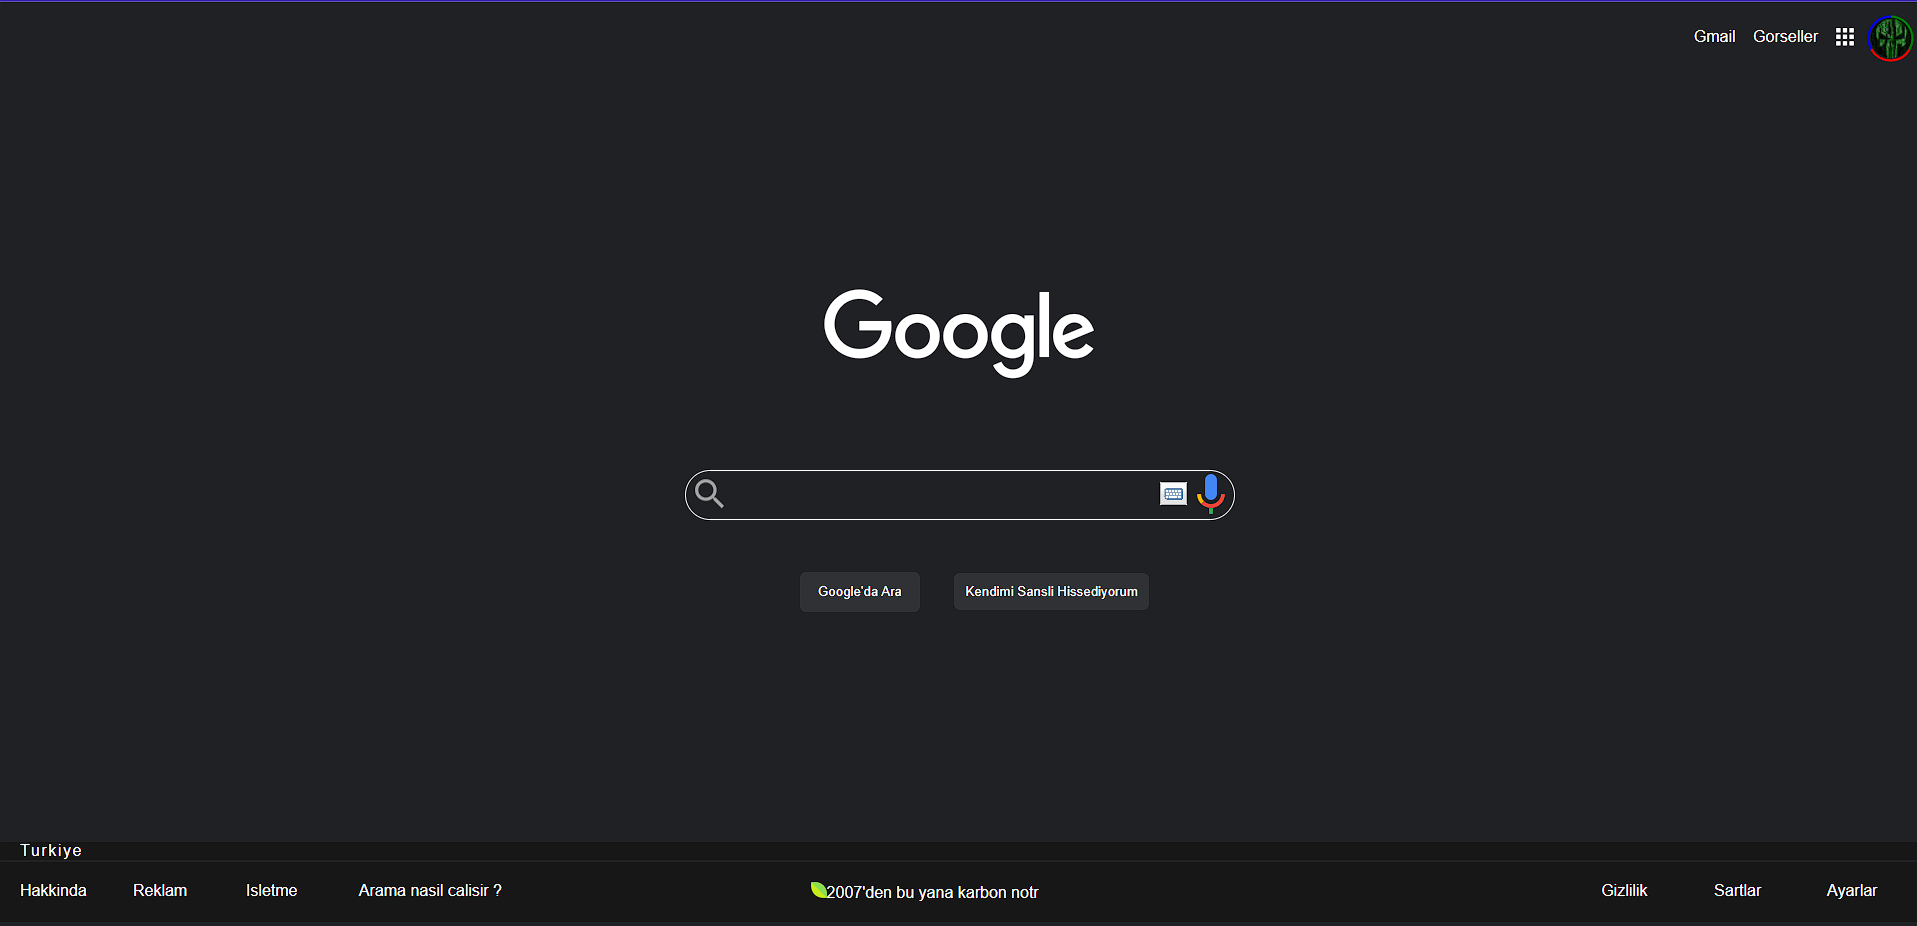 Gmail Gorseller
Google
Google'da Ara Kendimi Sansli Hissediyorum
Turkiye
Hakkinda Reklam Isletme Arama nasil calisir ? 2007'den bu yana karbon notr Gizlilik Sartlar Ayarlar